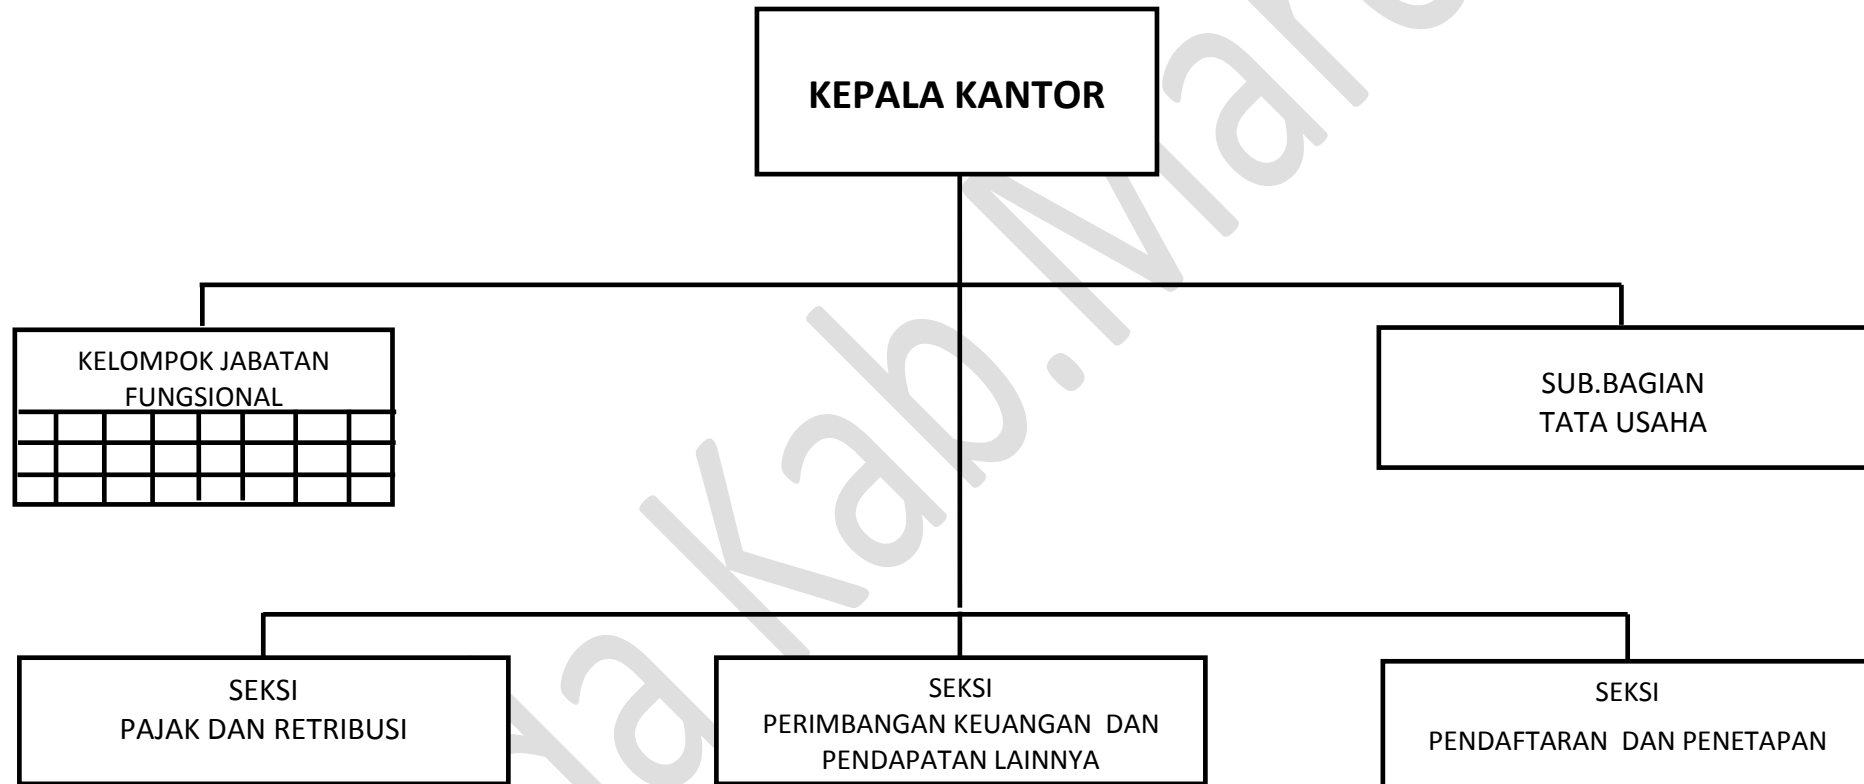 KEPALA KANTOR
KELOMPOK JABATAN
FUNGSIONAL
SUB.BAGIAN
TATA USAHA
SEKSI
PAJAK DAN RETRIBUSI
SEKSI
PERIMBANGAN KEUANGAN DAN
PENDAPATAN LAINNYA
SEKSI
PENDAFTARAN DAN PENETAPAN
Kab.